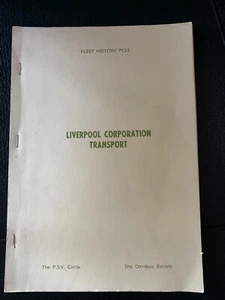 FLEET HISTORY PC12
LIVERPOOL CORPORATION
TRANSPORT
The P.S.V. Circle
The Omnibus Society